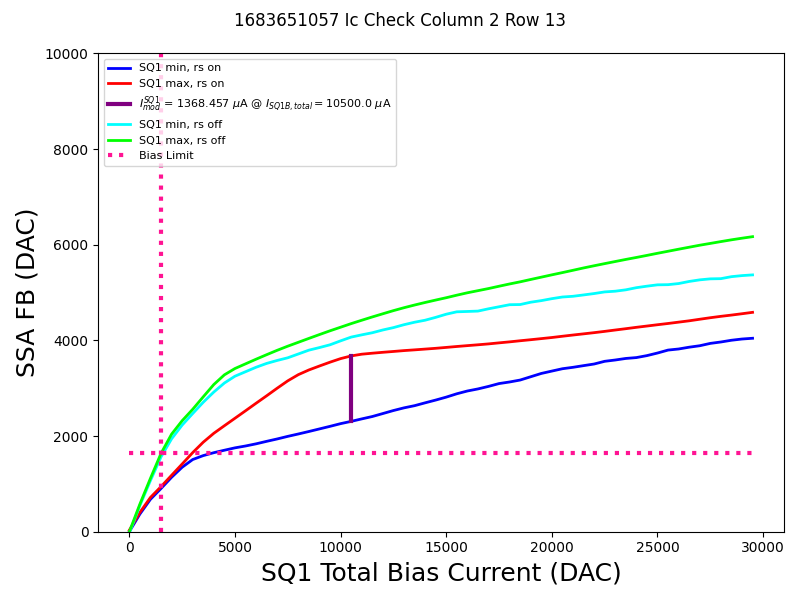 1683651057 Ic Check Column 2 Row 13
10000
8000
6000
4000
2000
0
SSA FB (DAC)
SQ1 min, rs on
SQ1 max, rs on
I_{mod}^{SQ1} = 1368.457 μA @ I_{SQ1B,total} = 10500.0 μA
SQ1 min, rs off
SQ1 max, rs off
Bias Limit
0 5000 10000 15000 20000 25000 30000
SQ1 Total Bias Current (DAC)